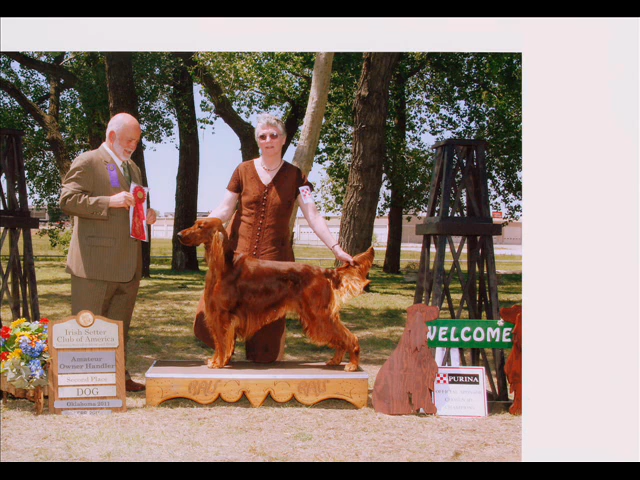 Irish Setter
Club of America
Amateur
Owner Handler
Second Place
DOG
Oklahoma 2011
WELCOME
PURINA